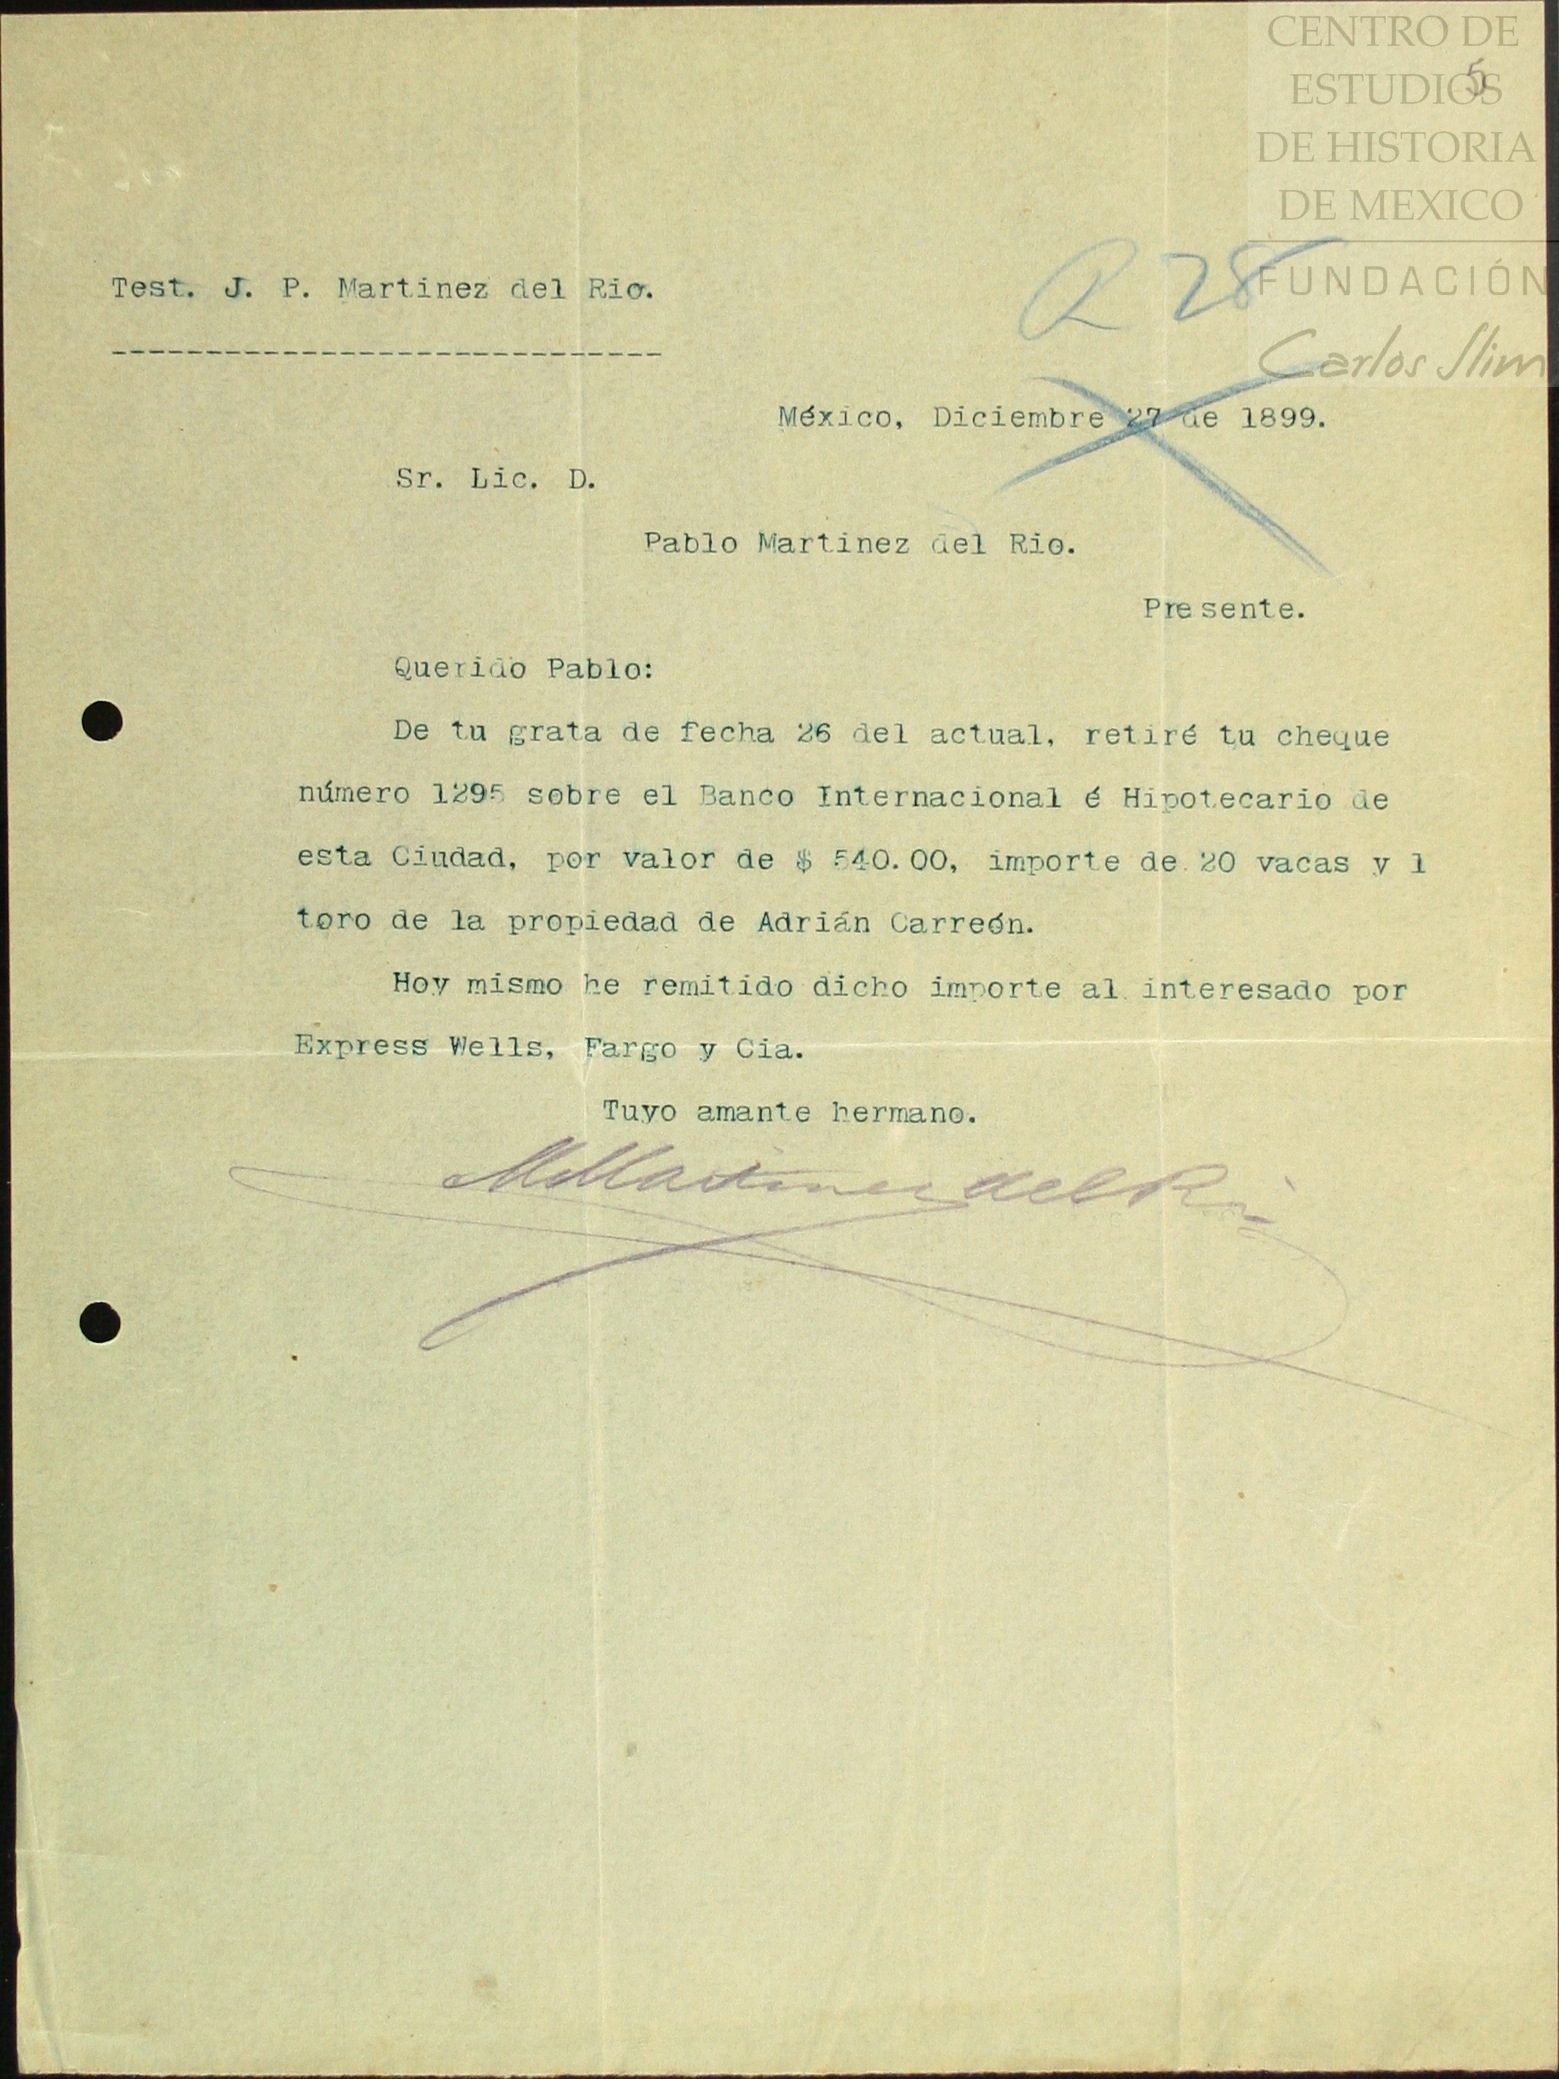 CENTRO DE
ESTUDIOS
5
DE HISTORIA
DE MEXICO
FUNDACIÓN
Carlos Slim
R 28
Test. J. P. Martinez del Rio.
------------------------------
México, Diciembre 27 de 1899.
Sr. Lic. D.
Pablo Martinez del Rio.
Presente.
Querido Pablo:
De tu grata de fecha 26 del actual, retiré tu cheque
número 1295 sobre el Banco Internacional é Hipotecario de
esta Ciudad, por valor de $ 540.00, importe de 20 vacas y 1
toro de la propiedad de Adrián Carreón.
Hoy mismo he remitido dicho importe al interesado por
Express Wells, Fargo y Cia.
Tuyo amante hermano.
M Martinez del Rio